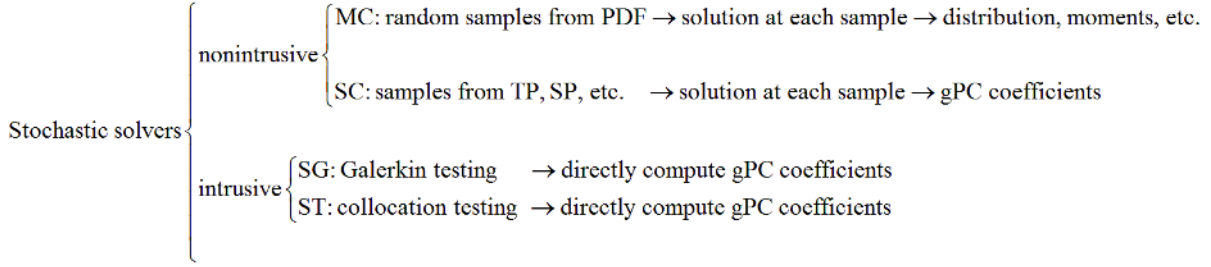 MC: random samples from PDF → solution at each sample → distribution, moments, etc.
nonintrusive
SC: samples from TP, SP, etc. → solution at each sample → gPC coefficients
Stochastic solvers
SG: Galerkin testing → directly compute gPC coefficients
intrusive
ST: collocation testing → directly compute gPC coefficients